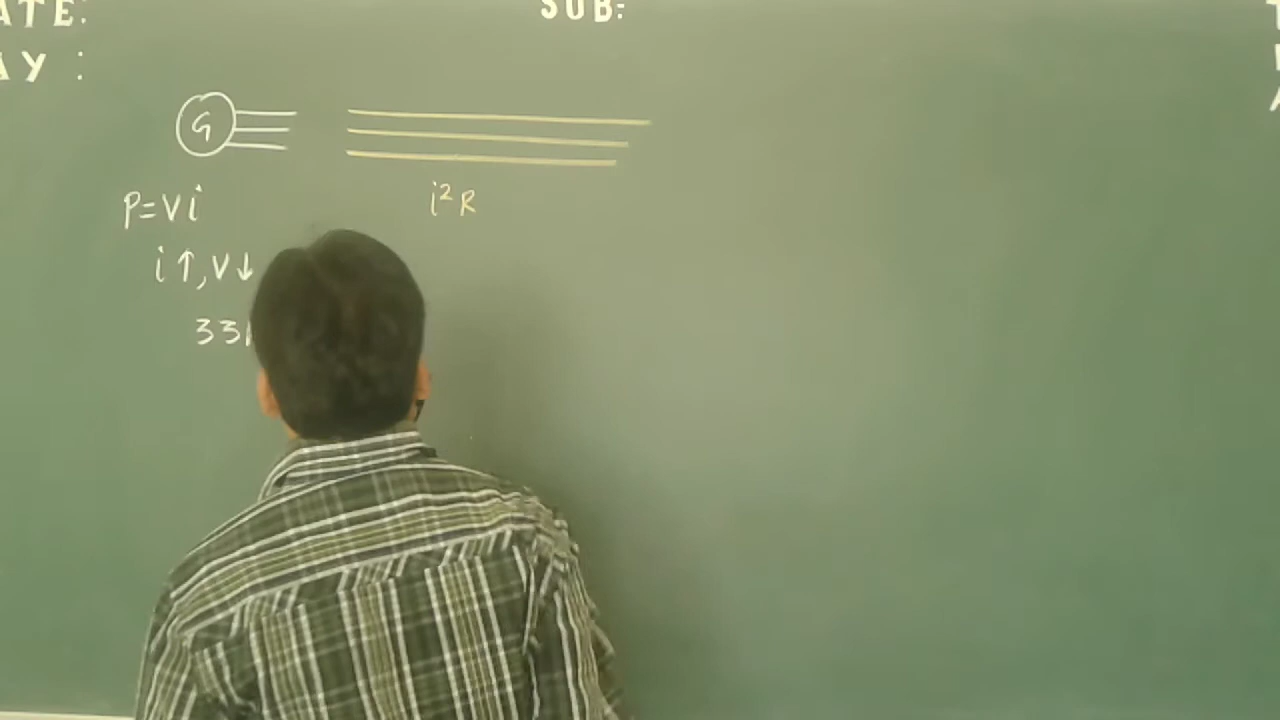 ATE:
SUB:
AY :
G
P=Vi
i²R
i↑,V↓
33